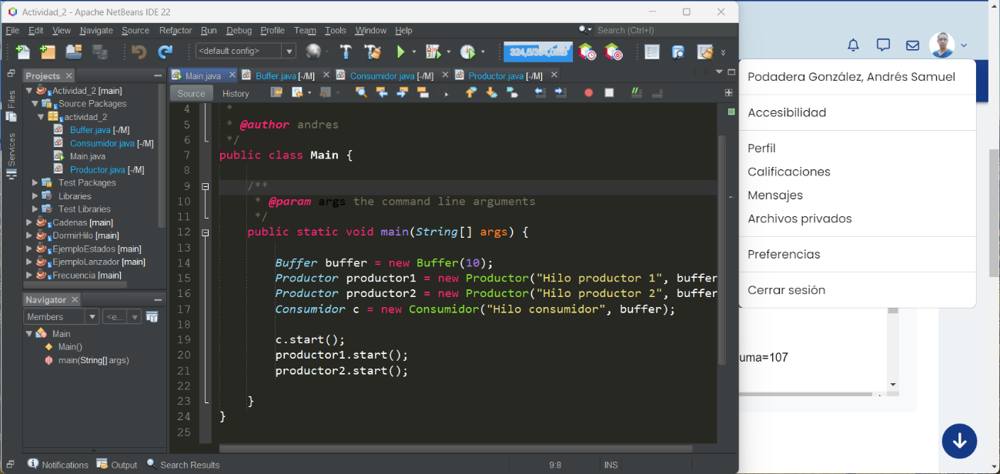 Actividad_2 - Apache NetBeans IDE 22
File Edit View Navigate Source Refactor Run Debug Profile Team Tools Window Help
Search (Ctrl+I)
<default config>
Projects
Main.java
Buffer.java [-/M]
Consumidor.java [-/M]
Productor.java [-/M]
Source
History
Files
Services
Actividad_2 [main]
Source Packages
actividad_2
Buffer.java [-/M]
Consumidor.java [-/M]
Main.java
Productor.java [-/M]
Test Packages
Libraries
Test Libraries
Cadenas [main]
DormirHilo [main]
EjemploEstados [main]
EjemploLanzador [main]
Frecuencia [main]
Navigator
Members
<e...
Main
Main()
main(String[] args)
4 *
5 * @author andres
6 */
7 public class Main {
8
9 /**
10 * @param args the command line arguments
11 */
12 public static void main(String[] args) {
13
14 Buffer buffer = new Buffer(10);
15 Productor productor1 = new Productor("Hilo productor 1", buffer
16 Productor productor2 = new Productor("Hilo productor 2", buffer
17 Consumidor c = new Consumidor("Hilo consumidor", buffer);
18
19 c.start();
20 productor1.start();
21 productor2.start();
22
23 }
24 }
25
Notifications
Output
Search Results
9:8
INS
Podadera González, Andrés Samuel
Accesibilidad
Perfil
Calificaciones
Mensajes
Archivos privados
Preferencias
Cerrar sesión
uma=107